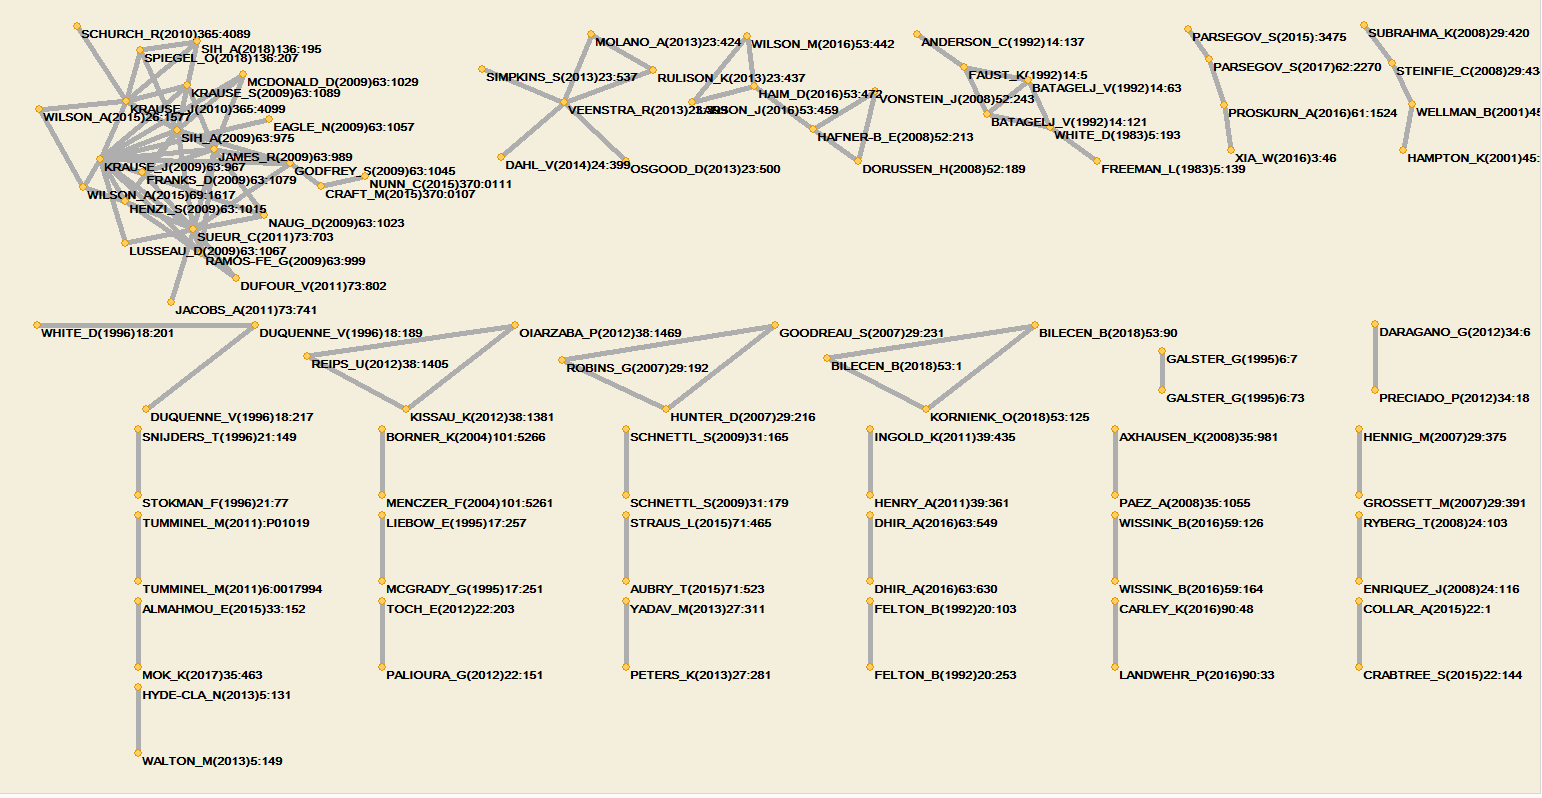 SCHURCH_R(2010)365:4089
SIH_A(2018)136:195
SPIEGEL_O(2018)136:207
MCDONALD_D(2009)63:1029
KRAUSE_S(2009)63:1089
KRAUSE_J(2010)365:4099
WILSON_A(2015)26:1577
EAGLE_N(2009)63:1057
SIH_A(2009)63:975
JAMES_R(2009)63:989
KRAUSE_J(2009)63:967
GODFREY_S(2009)63:1045
FRANKS_D(2009)63:1079
NUNN_C(2015)370:0111
CRAFT_M(2015)370:0107
WILSON_A(2015)69:1617
HENZI_S(2009)63:1015
NAUG_D(2009)63:1023
SUEUR_C(2011)73:703
LUSSEAU_D(2009)63:1067
RAMOS-FE_G(2009)63:999
DUFOUR_V(2011)73:802
JACOBS_A(2011)73:741
MOLANO_A(2013)23:424
SIMPKINS_S(2013)23:537
RULISON_K(2013)23:437
VEENSTRA_R(2013)23:399
DAHL_V(2014)24:399
OSGOOD_D(2013)23:500
WILSON_M(2016)53:442
HAIM_D(2016)53:472
LARSON_J(2016)53:459
VONSTEIN_J(2008)52:243
HAFNER-B_E(2008)52:213
DORUSSEN_H(2008)52:189
ANDERSON_C(1992)14:137
FAUST_K(1992)14:5
BATAGELJ_V(1992)14:63
BATAGELJ_V(1992)14:121
WHITE_D(1983)5:193
FREEMAN_L(1983)5:139
PARSEGOV_S(2015):3475
PARSEGOV_S(2017)62:2270
PROSKURN_A(2016)61:1524
XIA_W(2016)3:46
SUBRAHMA_K(2008)29:420
STEINFIE_C(2008)29:43
WELLMAN_B(2001)45
HAMPTON_K(2001)45:
WHITE_D(1996)18:201
DUQUENNE_V(1996)18:189
OIARZABA_P(2012)38:1469
GOODREAU_S(2007)29:231
BILECEN_B(2018)53:90
DARAGANO_G(2012)34:6
REIPS_U(2012)38:1405
ROBINS_G(2007)29:192
BILECEN_B(2018)53:1
GALSTER_G(1995)6:7
GALSTER_G(1995)6:73
PRECIADO_P(2012)34:18
DUQUENNE_V(1996)18:217
KISSAU_K(2012)38:1381
HUNTER_D(2007)29:216
KORNIENK_O(2018)53:125
SNIJDERS_T(1996)21:149
BORNER_K(2004)101:5266
SCHNETTL_S(2009)31:165
INGOLD_K(2011)39:435
AXHAUSEN_K(2008)35:981
HENNIG_M(2007)29:375
STOKMAN_F(1996)21:77
MENCZER_F(2004)101:5261
SCHNETTL_S(2009)31:179
HENRY_A(2011)39:361
PAEZ_A(2008)35:1055
GROSSETT_M(2007)29:391
TUMMINEL_M(2011):P01019
LIEBOW_E(1995)17:257
STRAUS_L(2015)71:465
DHIR_A(2016)63:549
WISSINK_B(2016)59:126
RYBERG_T(2008)24:103
TUMMINEL_M(2011)6:0017994
MCGRADY_G(1995)17:251
AUBRY_T(2015)71:523
DHIR_A(2016)63:630
WISSINK_B(2016)59:164
ENRIQUEZ_J(2008)24:116
ALMAHMOU_E(2015)33:152
TOCH_E(2012)22:203
YADAV_M(2013)27:311
FELTON_B(1992)20:103
CARLEY_K(2016)90:48
COLLAR_A(2015)22:1
MOK_K(2017)35:463
PALIOURA_G(2012)22:151
PETERS_K(2013)27:281
FELTON_B(1992)20:253
LANDWEHR_P(2016)90:33
CRABTREE_S(2015)22:144
HYDE-CLA_N(2013)5:131
WALTON_M(2013)5:149